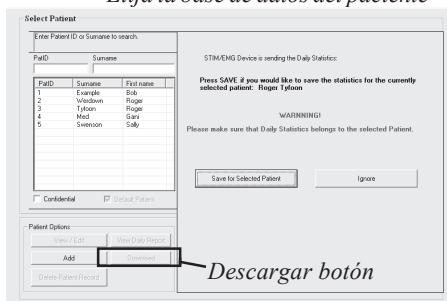 Elija la base de datos del paciente
Select Patient
Enter Patient ID or Surname to search.
PatID Surname
PatID Surname First name
1 Example Bob
2 Weirdown Roger
3 Tyfoon Roger
4 Med Gani
5 Swenson Sally
Confidential Default Patient
Patient Options
View / Edit View Daily Report
Add Download
Delete Patient Record
STIM/EMG Device is sending the Daily Statistics:
Press SAVE if you would like to save the statistics for the currently
selected patient: Roger Tyfoon
WARNNING!
Please make sure that Daily Statistics belongs to the selected Patient.
Save for Selected Patient Ignore
Descargar botón